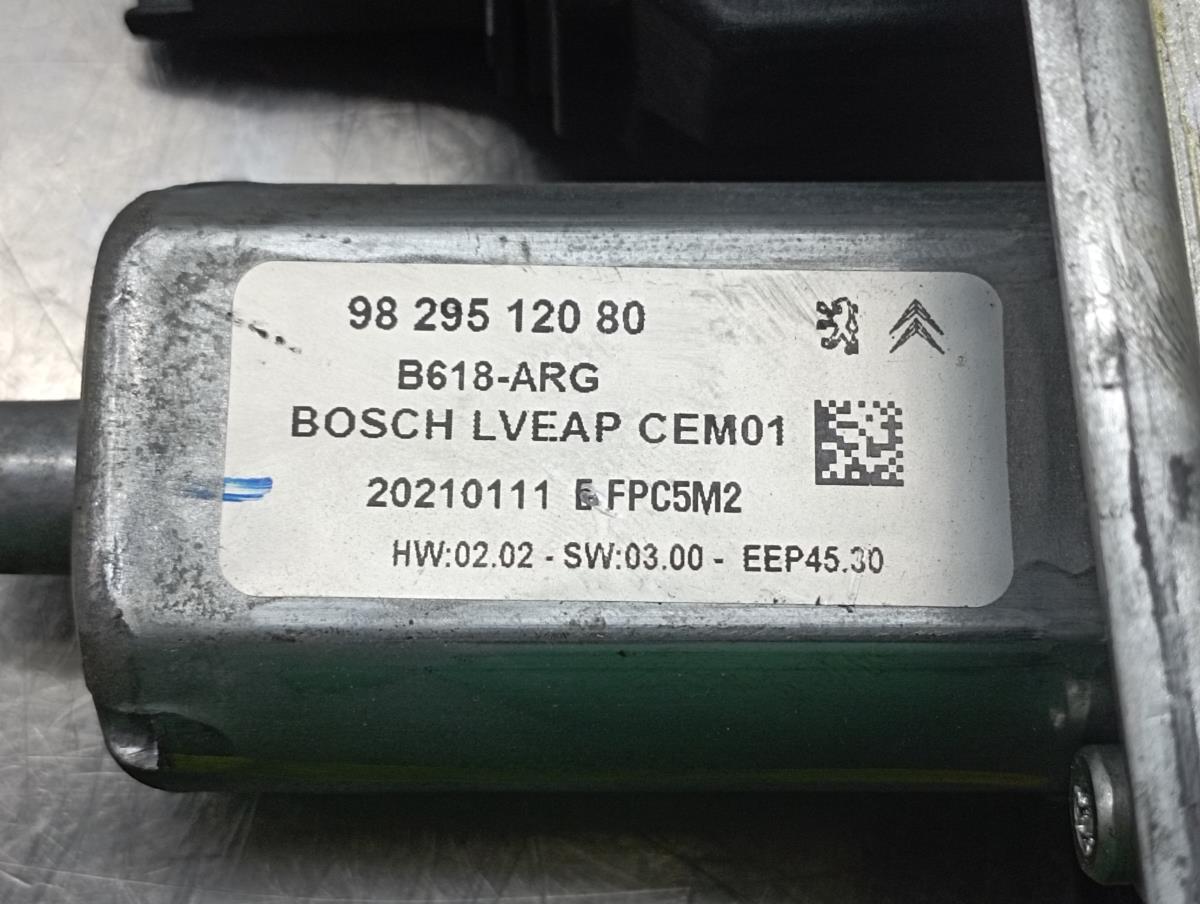 98 295 120 80
B618-ARG
BOSCH LVEAP CEM01
20210111 FPC5M2
HW:02.02 - SW:03.00 - EEP45.30